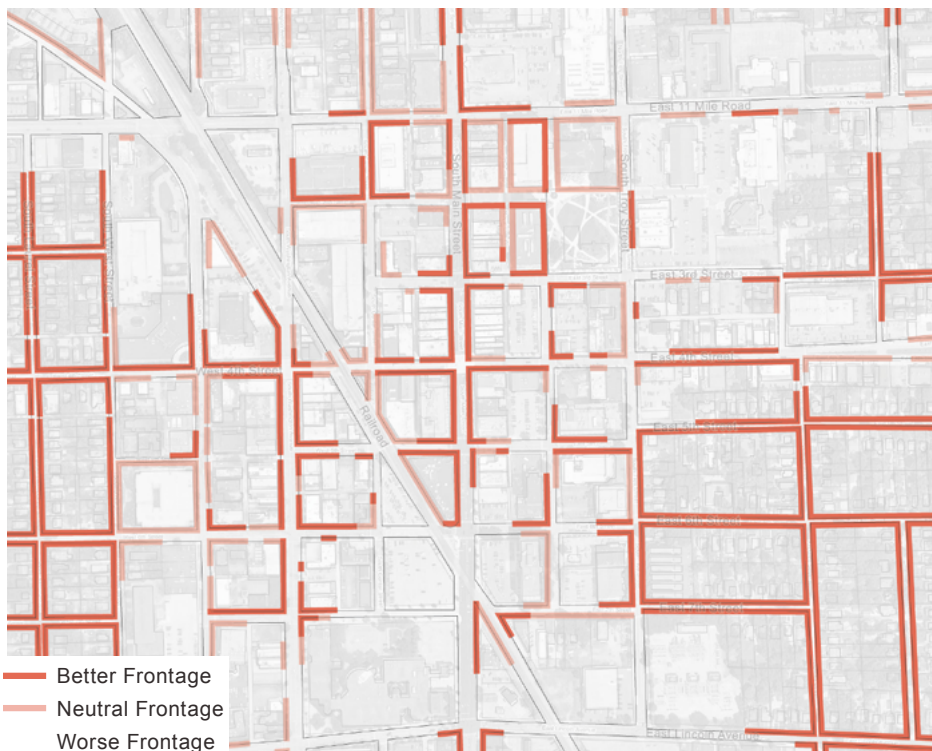 East 11 Mile Road
South Main Street
South Troy Street
East 3rd Street
East 4th Street
West 4th Street
Railroad
East 5th Street
East 6th Street
East 7th Street
East Lincoln Avenue
Better Frontage
Neutral Frontage
Worse Frontage